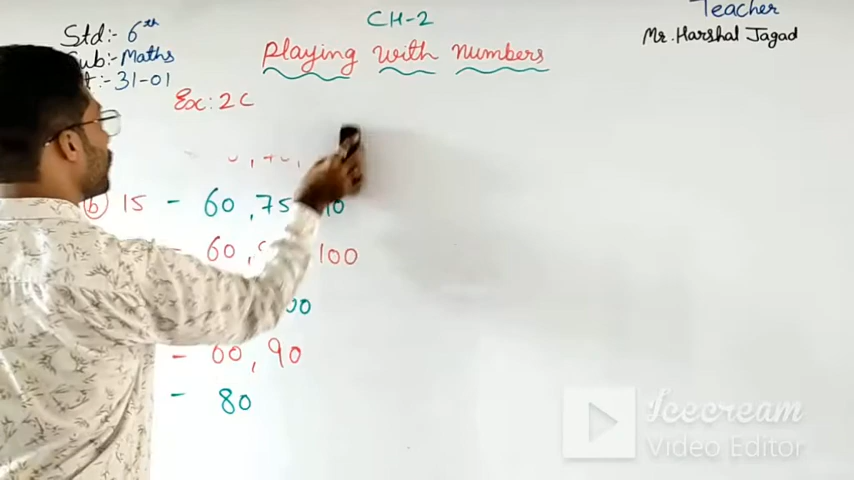 CH-2
Teacher
Std:- 6th
Playing with numbers
Mr. Harshal Jagad
Sub:- Maths
31-01
Ex: 2C
(b) 15 - 60, 75
60, 100
- 60, 90
- 80
Icecream
Video Editor